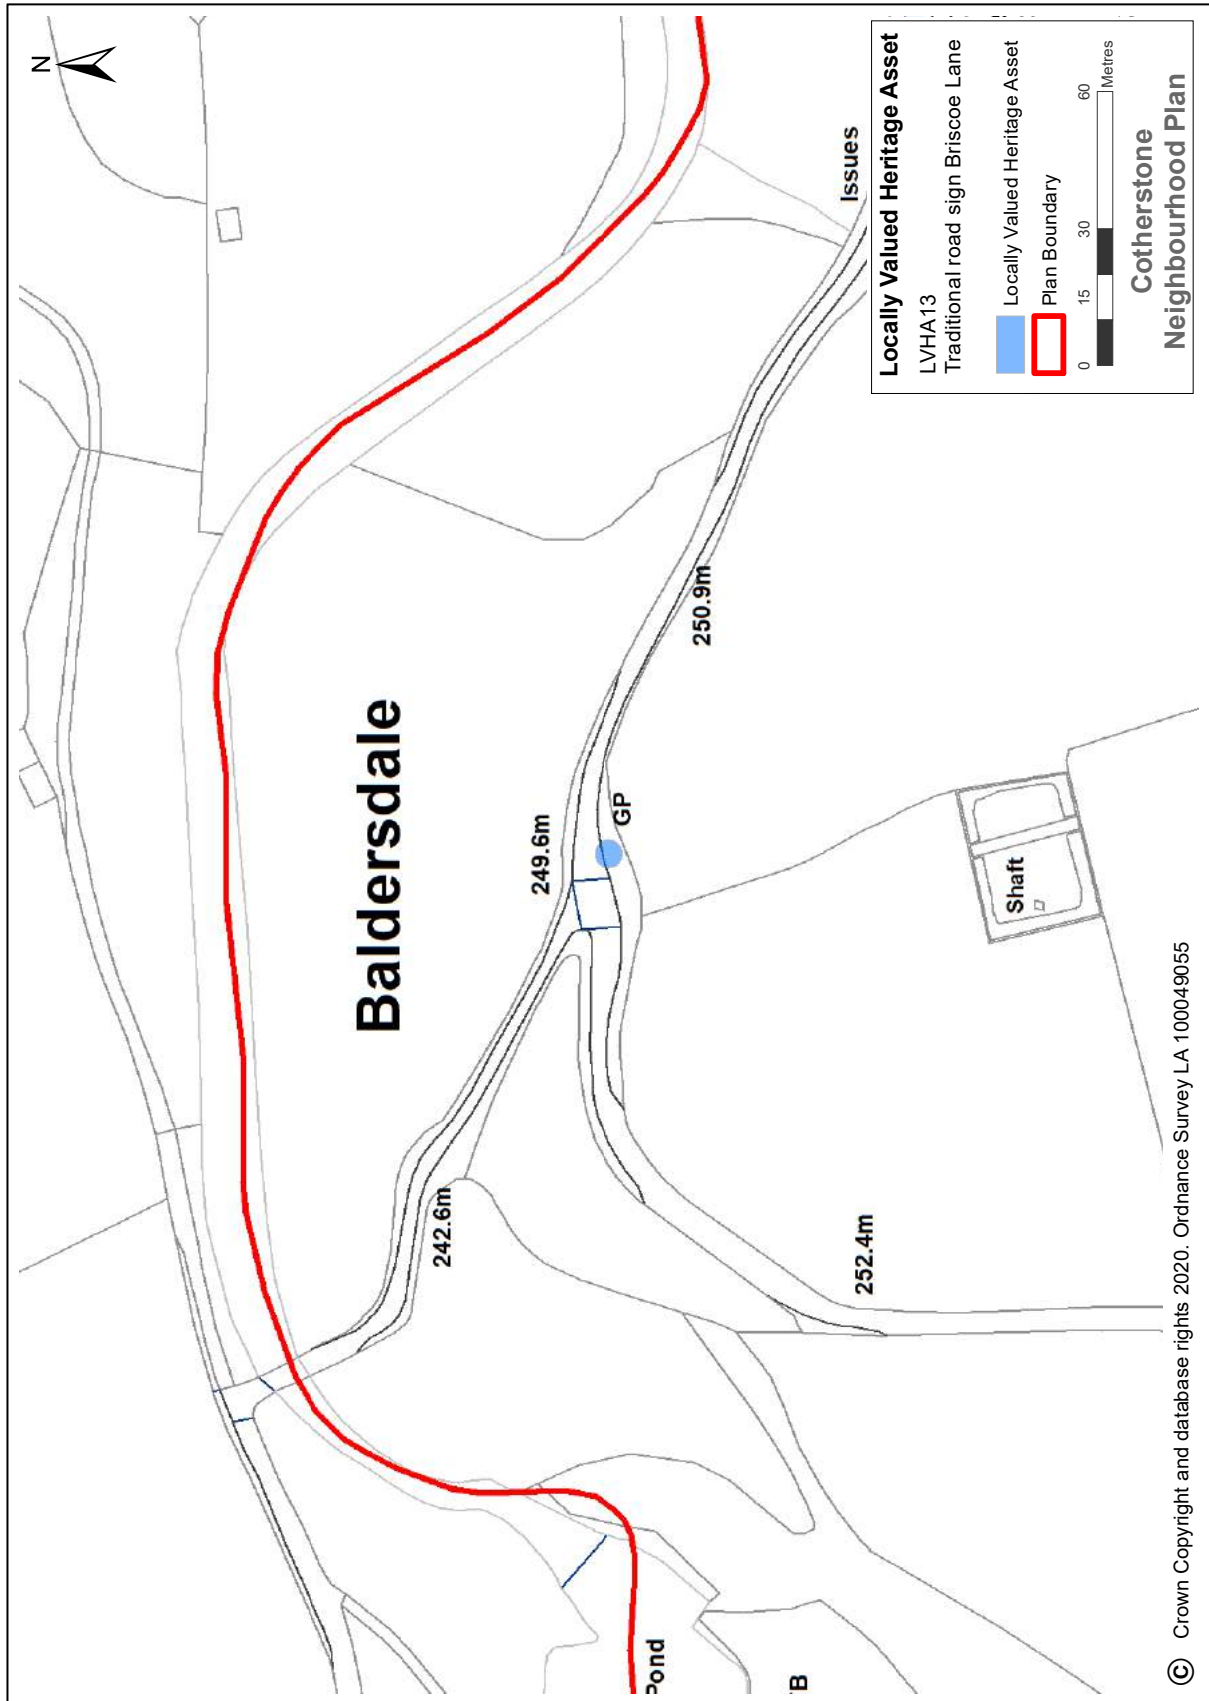 N
Issues
Baldersdale
250.9m
249.6m
GP
Shaft
242.6m
252.4m
Pond
Locally Valued Heritage Asset
LVHA13
Traditional road sign Briscoe Lane
Locally Valued Heritage Asset
Plan Boundary
0 15 30 60
Metres
Cotherstone
Neighbourhood Plan
© Crown Copyright and database rights 2020. Ordnance Survey LA 100049055